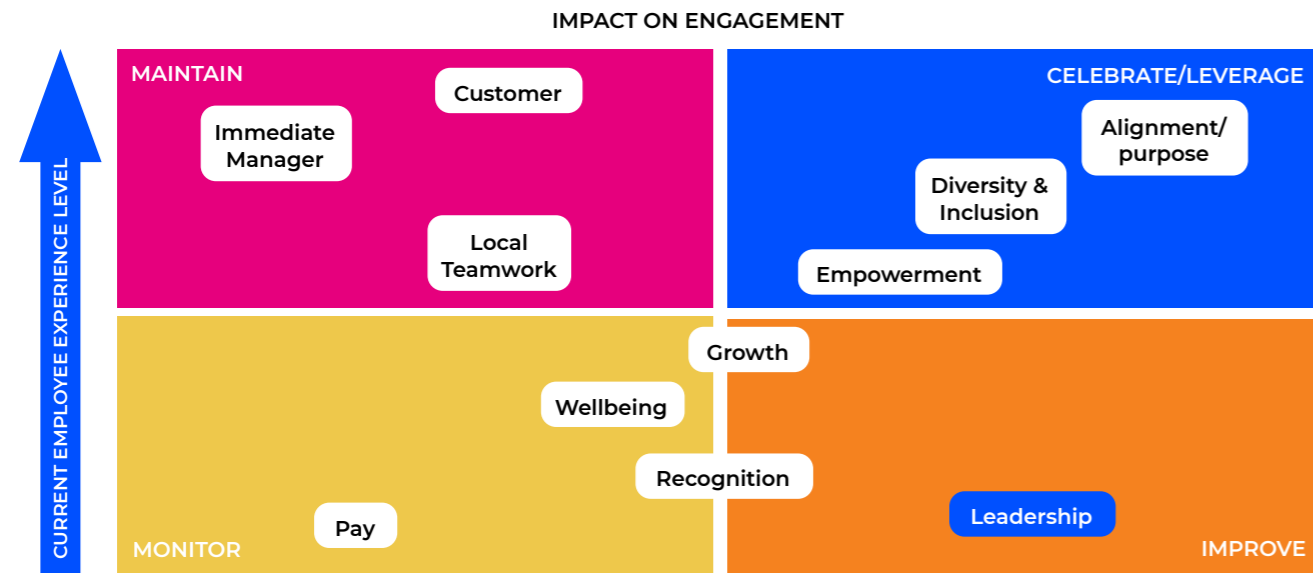 IMPACT ON ENGAGEMENT
CURRENT EMPLOYEE EXPERIENCE LEVEL
MAINTAIN
Customer
Immediate
Manager
Local
Teamwork
CELEBRATE/LEVERAGE
Alignment/
purpose
Diversity &
Inclusion
Empowerment
Growth
Wellbeing
Recognition
Pay
MONITOR
Leadership
IMPROVE